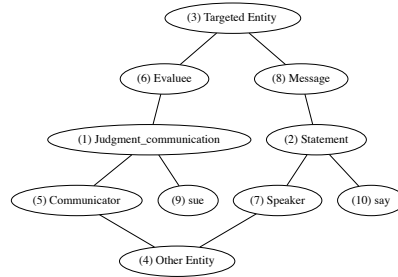 (3) Targeted Entity
(6) Evaluee
(8) Message
(1) Judgment_communication
(2) Statement
(5) Communicator
(9) sue
(7) Speaker
(10) say
(4) Other Entity